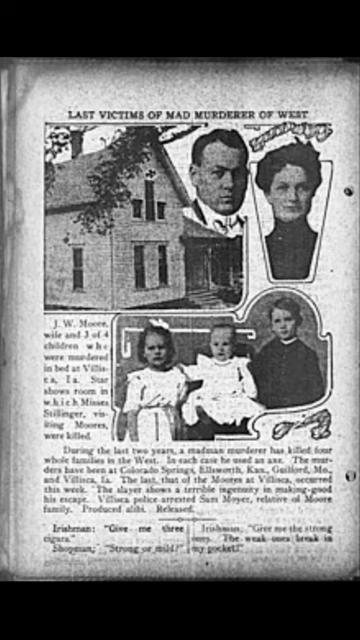 LAST VICTIMS OF MAD MURDERER OF WEST
J. W. Moore,
wife and 3 of 4
children who
were murdered
in bed at Villis-
ca, Ia. Star
shows room in
which Misses
Stillinger, vis-
iting Moores,
were killed.
During the last two years, a madman murderer has killed four
whole families in the West. In each case he used an axe. The mur-
ders have been at Colorado Springs, Ellsworth, Kan., Guilford, Mo.,
and Villisca, Ia. The last, that of the Moores at Villisca, occurred
this week. The slayer shows a terrible ingenuity in making good
his escape. Villisca police arrested Sam Moyer, relative of Moore
family. Produced alibi. Released.
Irishman: "Give me three
cigars."
Shopman: "Strong or mild?"
Irishman: "Give me the strong
ones. The weak ones break in
my pocket!"